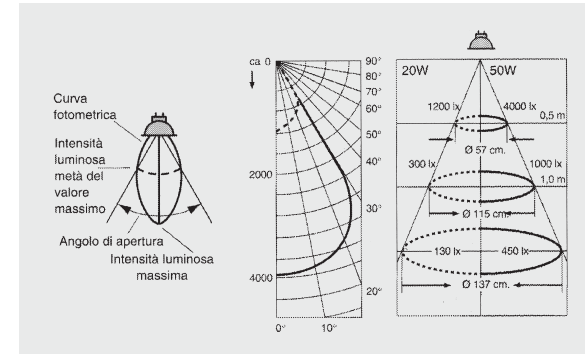 Curva
fotometrica
Intensità
luminosa
metà del
valore
massimo
Angolo di apertura
Intensità luminosa
massima
ca 0
2000
4000
90°
80°
70°
60°
50°
40°
30°
20°
0°
10°
20W 50W
1200 lx 4000 lx
0,5 m
Ø 57 cm.
300 lx 1000 lx
1,0 m
Ø 115 cm.
130 lx 450 lx
Ø 137 cm.